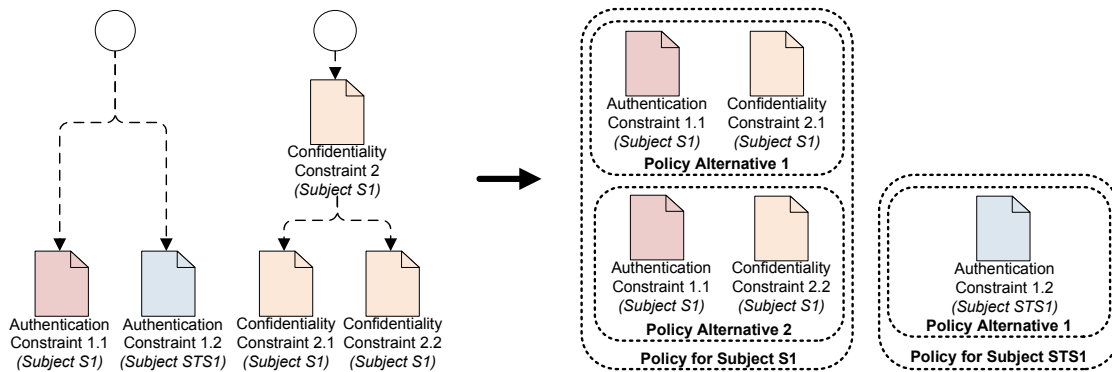 Confidentiality
Constraint 2
(Subject S1)
Authentication
Constraint 1.1
(Subject S1)
Authentication
Constraint 1.2
(Subject STS1)
Confidentiality
Constraint 2.1
(Subject S1)
Confidentiality
Constraint 2.2
(Subject S1)
Authentication
Constraint 1.1
(Subject S1)
Confidentiality
Constraint 2.1
(Subject S1)
Policy Alternative 1
Authentication
Constraint 1.1
(Subject S1)
Confidentiality
Constraint 2.2
(Subject S1)
Policy Alternative 2
Policy for Subject S1
Authentication
Constraint 1.2
(Subject STS1)
Policy Alternative 1
Policy for Subject STS1